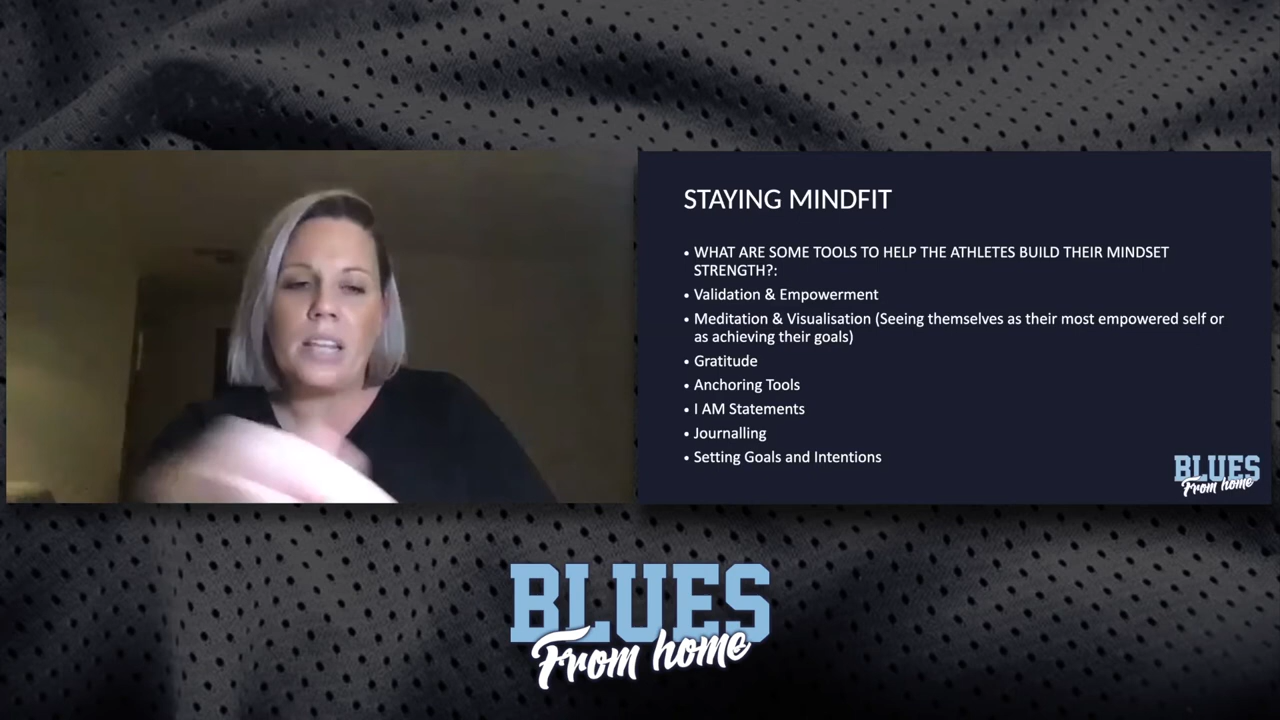 STAYING MINDFIT
• WHAT ARE SOME TOOLS TO HELP THE ATHLETES BUILD THEIR MINDSET
STRENGTH?:
• Validation & Empowerment
• Meditation & Visualisation (Seeing themselves as their most empowered self or
as achieving their goals)
• Gratitude
• Anchoring Tools
• I AM Statements
• Journalling
• Setting Goals and Intentions
BLUES
From home
BLUES
From home